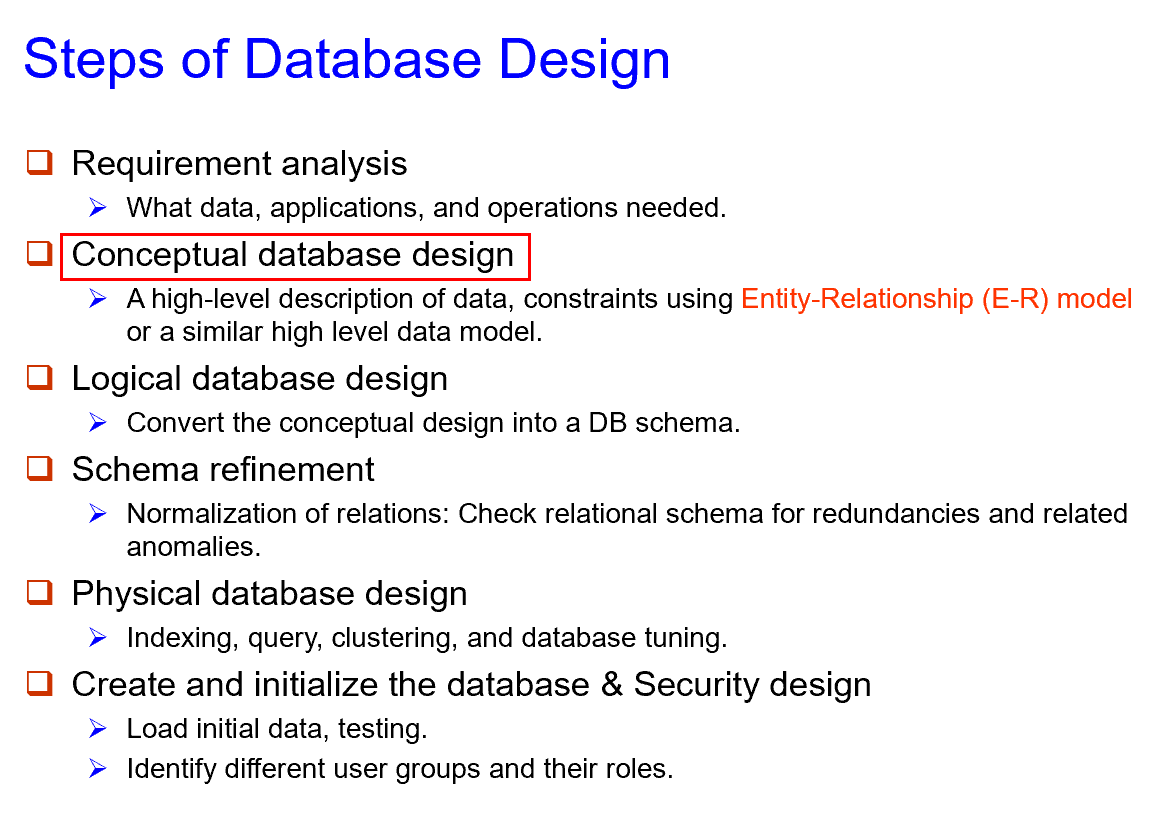 Steps of Database Design
Requirement analysis
What data, applications, and operations needed.
Conceptual database design
A high-level description of data, constraints using Entity-Relationship (E-R) model
or a similar high level data model.
Logical database design
Convert the conceptual design into a DB schema.
Schema refinement
Normalization of relations: Check relational schema for redundancies and related
anomalies.
Physical database design
Indexing, query, clustering, and database tuning.
Create and initialize the database & Security design
Load initial data, testing.
Identify different user groups and their roles.